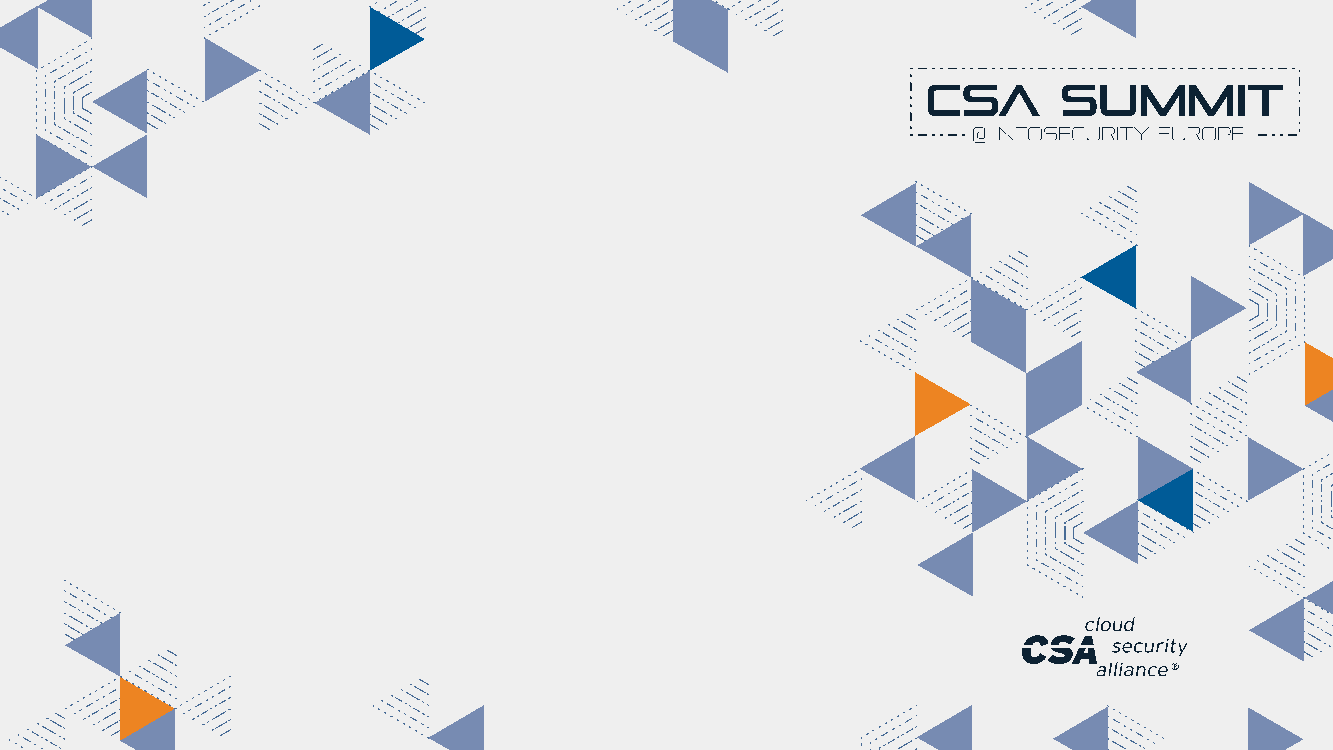 CSA SUMMIT
@ INFOSECURITY EUROPE
cloud
CSA security
alliance®